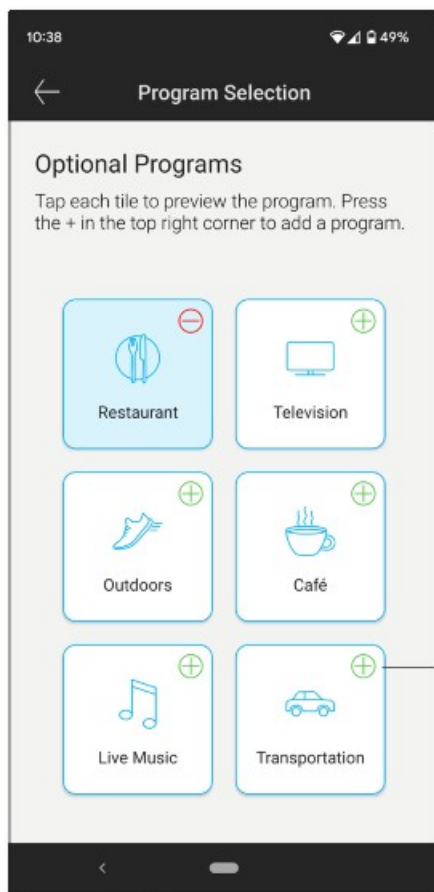 10:38
49%
Program Selection
Optional Programs
Tap each tile to preview the program. Press
the + in the top right corner to add a program.
Restaurant
Television
Outdoors
Café
Live Music
Transportation